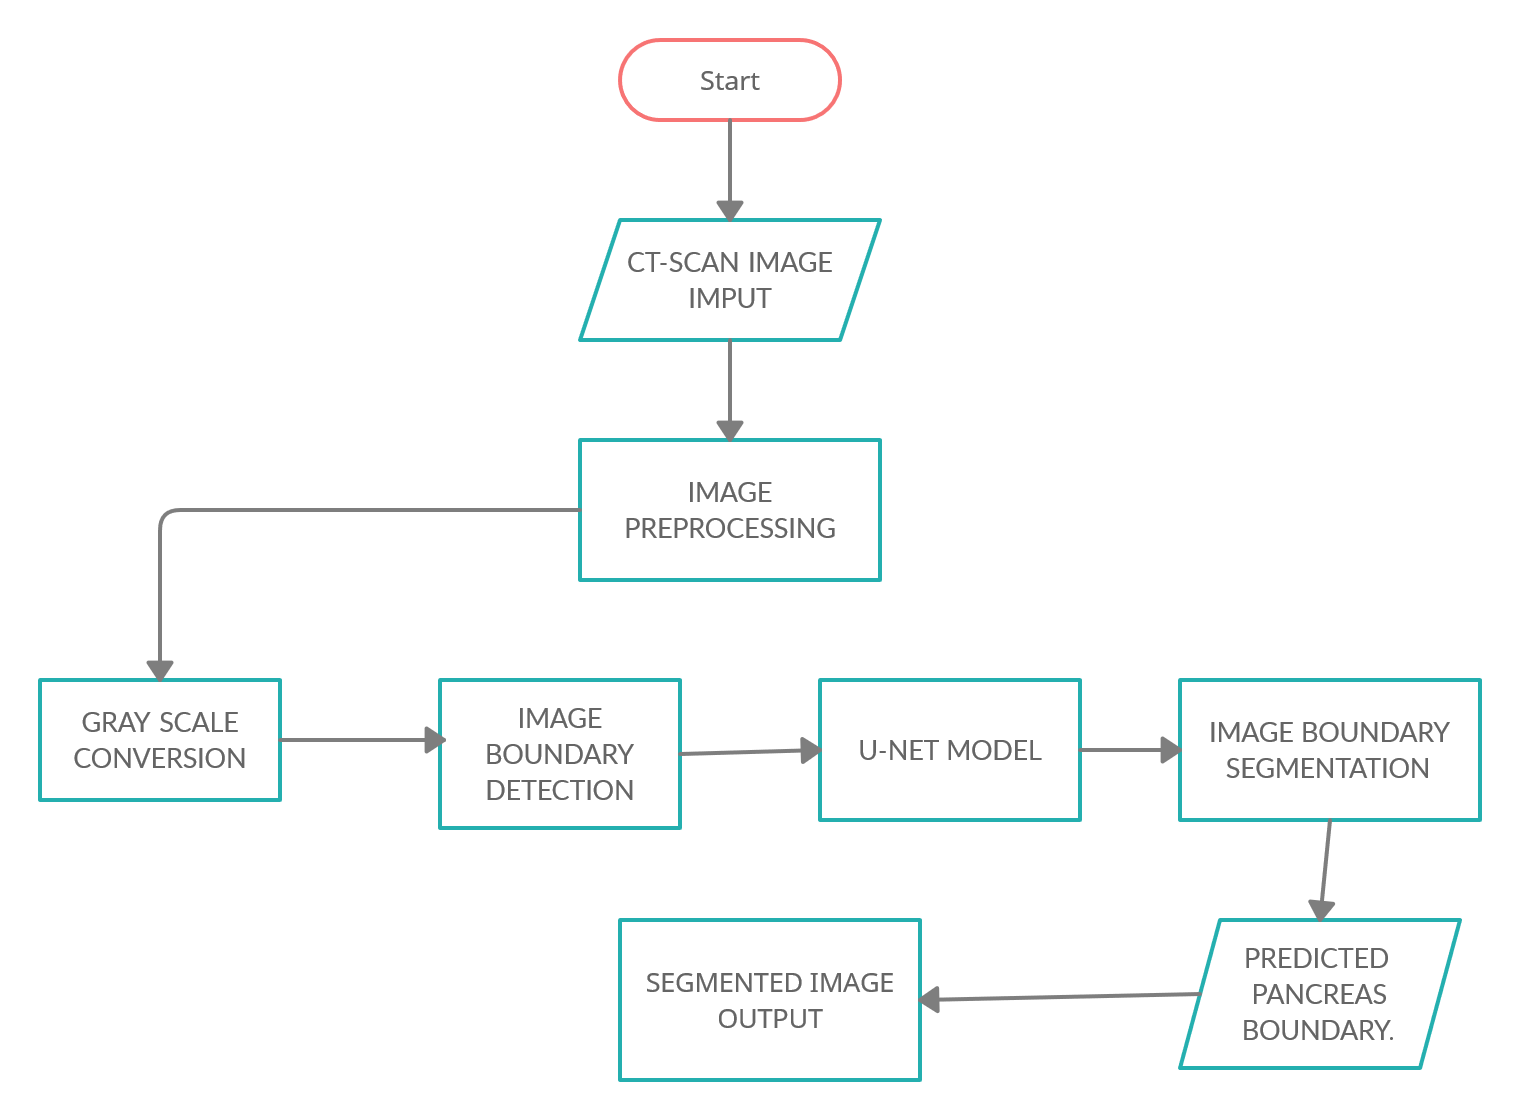 Start
CT-SCAN IMAGE
IMPUT
IMAGE
PREPROCESSING
GRAY SCALE
CONVERSION
IMAGE
BOUNDARY
DETECTION
U-NET MODEL
IMAGE BOUNDARY
SEGMENTATION
PREDICTED
PANCREAS
BOUNDARY.
SEGMENTED IMAGE
OUTPUT